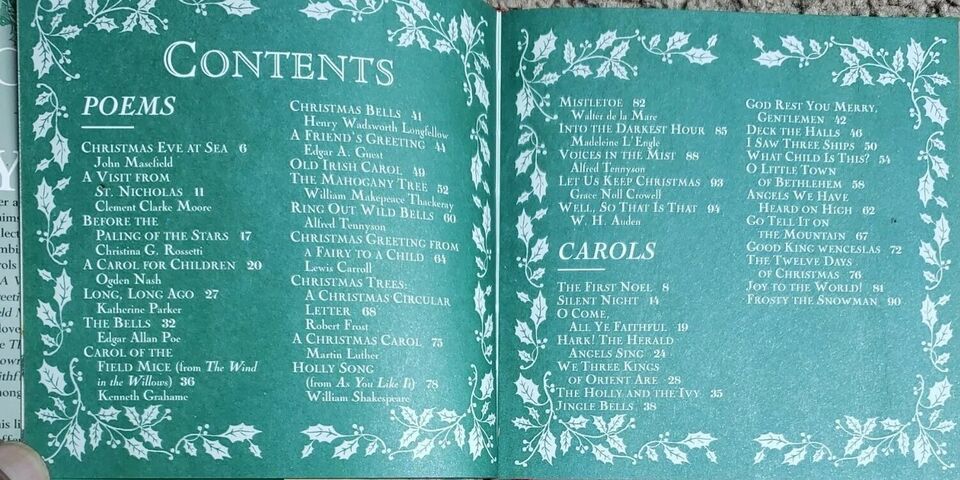 CONTENTS
POEMS
CHRISTMAS EVE AT SEA 6
John Masefield
A VISIT FROM
ST. NICHOLAS 11
Clement Clarke Moore
BEFORE THE
PALING OF THE STARS 17
Christina G. Rossetti
A CAROL FOR CHILDREN 20
Ogden Nash
LONG, LONG AGO 27
Katherine Parker
THE BELLS 32
Edgar Allan Poe
CAROL OF THE
FIELD MICE (from The Wind
in the Willows) 36
Kenneth Grahame
CHRISTMAS BELLS 41
Henry Wadsworth Longfellow
A FRIEND'S GREETING 44
Edgar A. Guest
OLD IRISH CAROL 49
THE MAHOGANY TREE 52
William Makepeace Thackeray
RING OUT WILD BELLS 60
Alfred Tennyson
CHRISTMAS GREETING FROM
A FAIRY TO A CHILD 64
Lewis Carroll
CHRISTMAS TREES:
A CHRISTMAS CIRCULAR
LETTER 68
Robert Frost
A CHRISTMAS CAROL 75
Martin Luther
HOLLY SONG
(from As You Like It) 78
William Shakespeare
MISTLETOE 82
Walter de la Mare
INTO THE DARKEST HOUR 85
Madeleine L'Engle
VOICES IN THE MIST 88
Alfred Tennyson
LET US KEEP CHRISTMAS 93
Grace Noll Crowell
WELL, SO THAT IS THAT 94
W. H. Auden
CAROLS
THE FIRST NOEL 8
SILENT NIGHT 14
O COME,
ALL YE FAITHFUL 19
HARK! THE HERALD
ANGELS SING 24
WE THREE KINGS
OF ORIENT ARE 28
THE HOLLY AND THE IVY 35
JINGLE BELLS 38
GOD REST YOU MERRY,
GENTLEMEN 42
DECK THE HALLS 46
I SAW THREE SHIPS 50
WHAT CHILD IS THIS? 54
O LITTLE TOWN
OF BETHLEHEM 58
ANGELS WE HAVE
HEARD ON HIGH 62
GO TELL IT ON
THE MOUNTAIN 67
GOOD KING WENCESLAS 72
THE TWELVE DAYS
OF CHRISTMAS 76
JOY TO THE WORLD! 81
FROSTY THE SNOWMAN 90